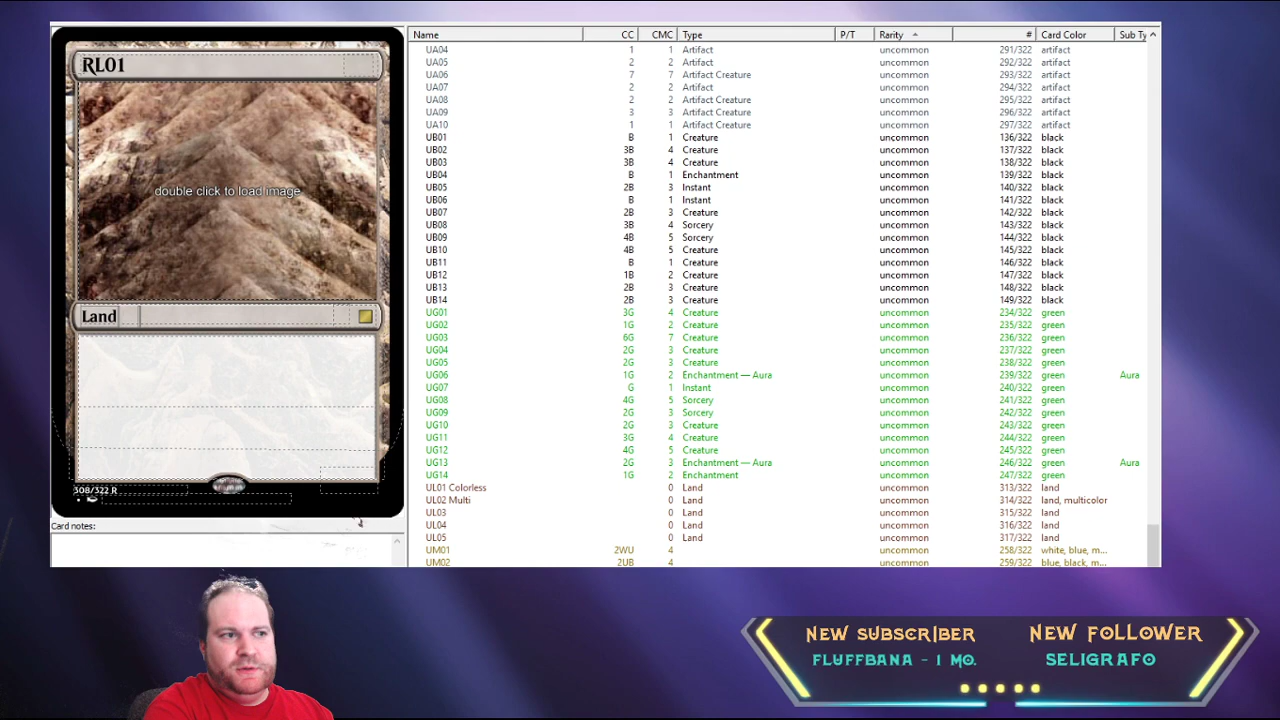 RL01
double click to load image
Land
308/322 R
Card notes:
Name CC CMC Type P/T Rarity # Card Color Sub Ty
UA04 1 1 Artifact uncommon 291/322 artifact
UA05 2 2 Artifact uncommon 292/322 artifact
UA06 7 7 Artifact Creature uncommon 293/322 artifact
UA07 2 2 Artifact uncommon 294/322 artifact
UA08 2 2 Artifact Creature uncommon 295/322 artifact
UA09 3 3 Artifact Creature uncommon 296/322 artifact
UA10 1 1 Artifact Creature uncommon 297/322 artifact
UB01 B 1 Creature uncommon 136/322 black
UB02 3B 4 Creature uncommon 137/322 black
UB03 3B 4 Creature uncommon 138/322 black
UB04 B 1 Enchantment uncommon 139/322 black
UB05 2B 3 Instant uncommon 140/322 black
UB06 B 1 Instant uncommon 141/322 black
UB07 2B 3 Creature uncommon 142/322 black
UB08 3B 4 Sorcery uncommon 143/322 black
UB09 4B 5 Sorcery uncommon 144/322 black
UB10 4B 5 Creature uncommon 145/322 black
UB11 B 1 Creature uncommon 146/322 black
UB12 1B 2 Creature uncommon 147/322 black
UB13 2B 3 Creature uncommon 148/322 black
UB14 2B 3 Creature uncommon 149/322 black
UG01 3G 4 Creature uncommon 234/322 green
UG02 1G 2 Creature uncommon 235/322 green
UG03 6G 7 Creature uncommon 236/322 green
UG04 2G 3 Creature uncommon 237/322 green
UG05 2G 3 Creature uncommon 238/322 green
UG06 1G 2 Enchantment — Aura uncommon 239/322 green Aura
UG07 G 1 Instant uncommon 240/322 green
UG08 4G 5 Sorcery uncommon 241/322 green
UG09 2G 3 Sorcery uncommon 242/322 green
UG10 2G 3 Creature uncommon 243/322 green
UG11 3G 4 Creature uncommon 244/322 green
UG12 4G 5 Creature uncommon 245/322 green
UG13 2G 3 Enchantment — Aura uncommon 246/322 green Aura
UG14 1G 2 Enchantment uncommon 247/322 green
UL01 Colorless 0 Land uncommon 313/322 land
UL02 Multi 0 Land uncommon 314/322 land, multicolor
UL03 0 Land uncommon 315/322 land
UL04 0 Land uncommon 316/322 land
UL05 0 Land uncommon 317/322 land
UM01 2WU 4 uncommon 258/322 white, blue, m...
UM02 2UB 4 uncommon 259/322 blue, black, m...
NEW SUBSCRIBER
FLUFFBANA - 1 MO.
NEW FOLLOWER
SELIGRAFO